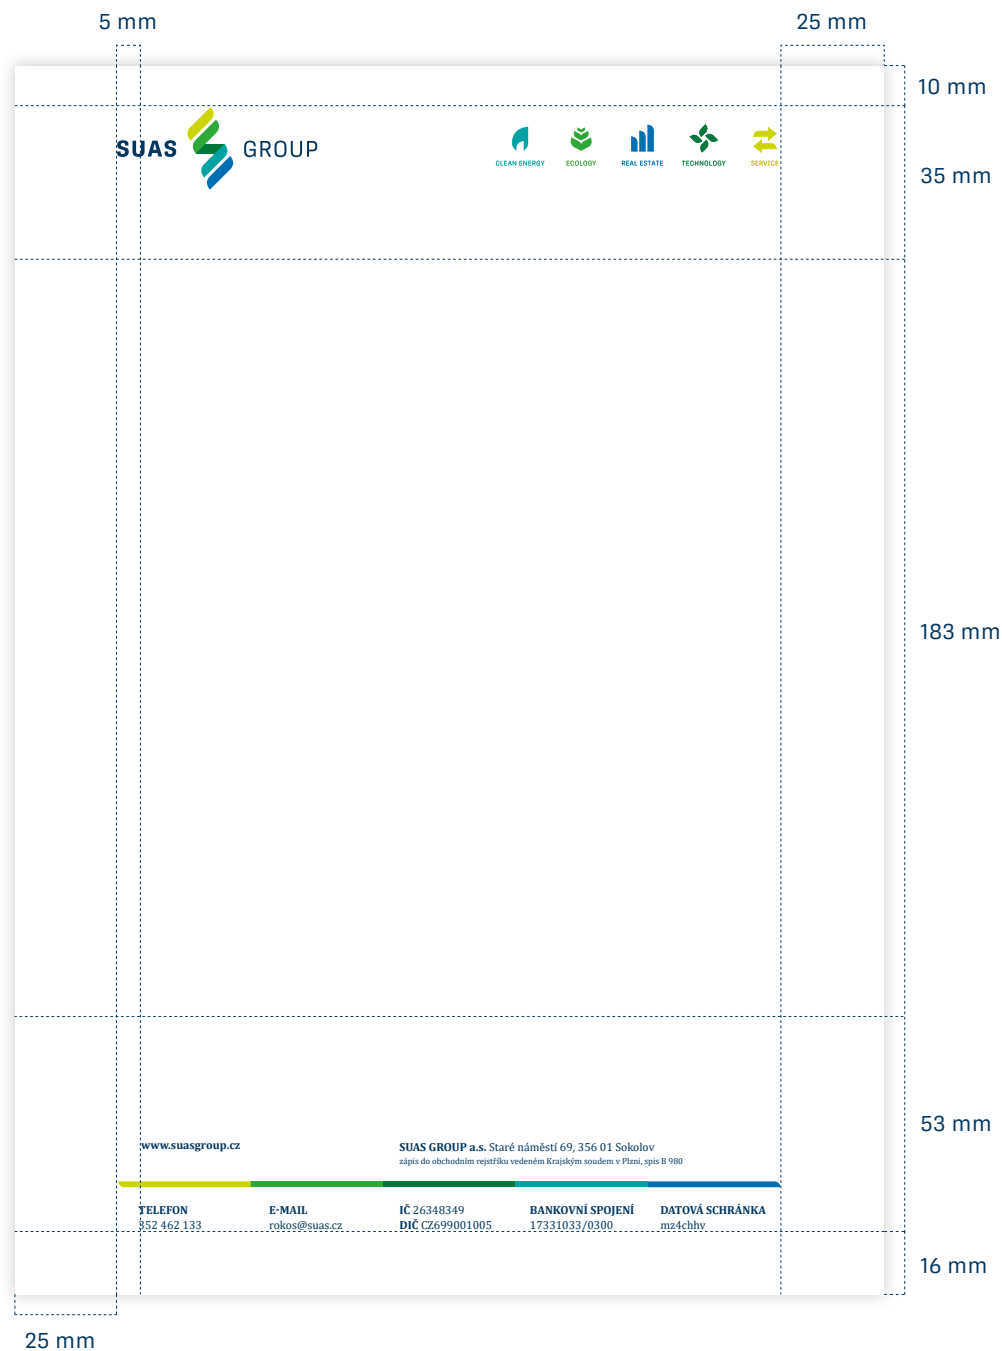 5 mm
25 mm
10 mm
SUAS GROUP
CLEAN ENERGY
ECOLOGY
REAL ESTATE
TECHNOLOGY
SERVICE
35 mm
183 mm
53 mm
www.suasgroup.cz
SUAS GROUP a.s. Staré náměstí 69, 356 01 Sokolov
zápis do obchodním rejstříku vedeném Krajským soudem v Plzni, spis B 980
TELEFON
352 462 133
E-MAIL
rokos@suas.cz
IČ 26348349
DIČ CZ699001005
BANKOVNÍ SPOJENÍ
17331033/0300
DATOVÁ SCHRÁNKA
mz4chhv
16 mm
25 mm